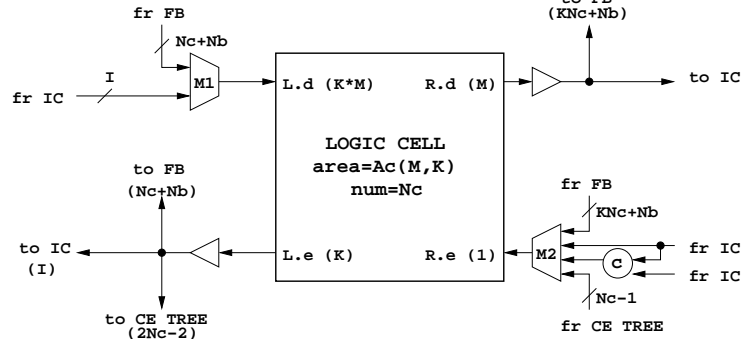 fr FB
to FB
(KNc+Nb)
Nc+Nb
I
M1
L.d (K*M)
R.d (M)
to IC
fr IC
LOGIC CELL
area=Ac(M,K)
num=Nc
to FB
(Nc+Nb)
fr FB
KNc+Nb
to IC
(I)
L.e (K)
R.e (1)
M2
C
fr IC
fr IC
Nc-1
to CE TREE
(2Nc-2)
fr CE TREE